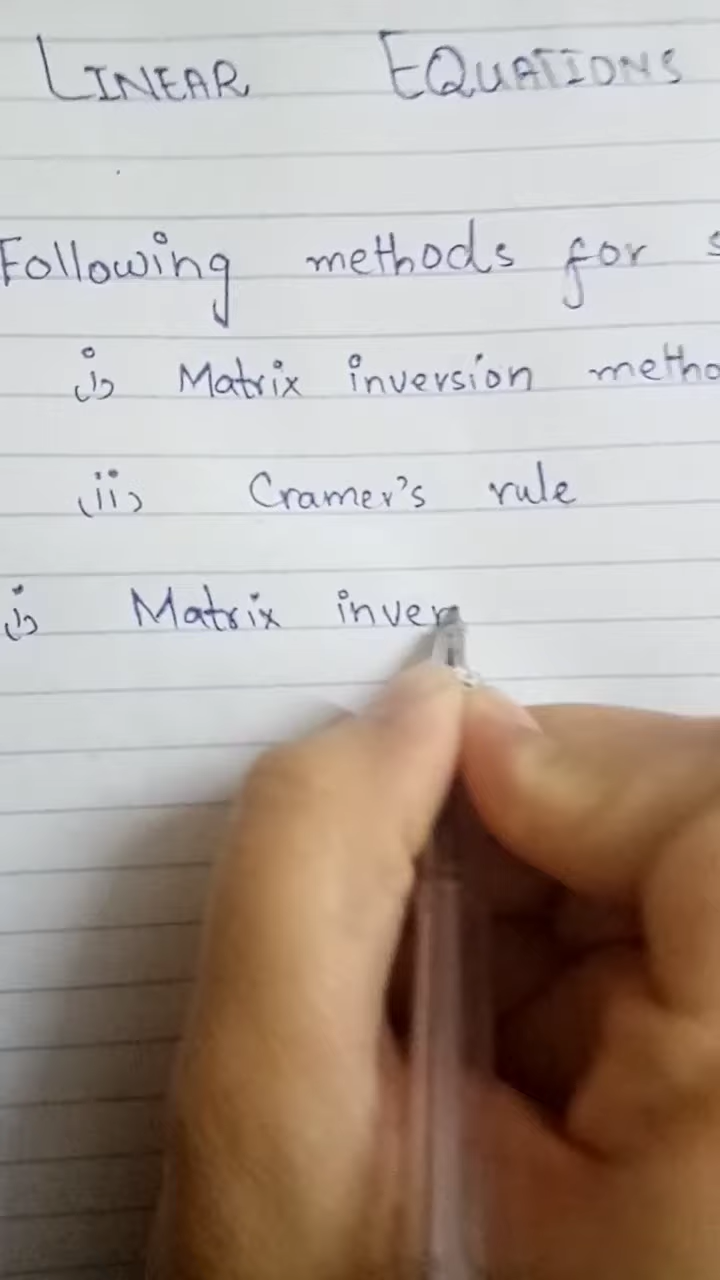 LINEAR EQUATIONS
Following methods for s
(i) Matrix inversion metho
(ii) Cramer's rule
(i) Matrix inver